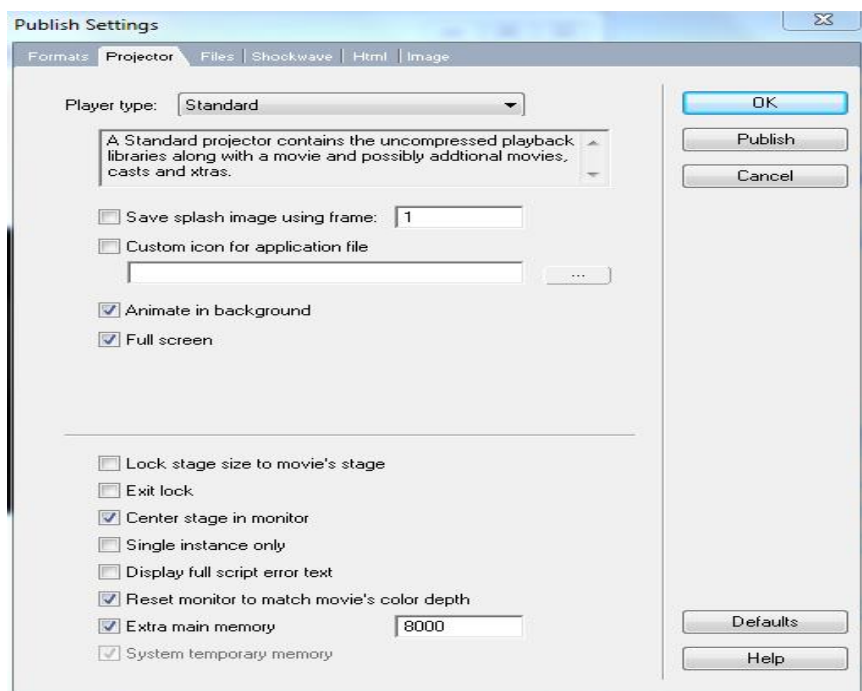 Publish Settings
Formats Projector Files Shockwave Html Image
Player type: Standard
A Standard projector contains the uncompressed playback
libraries along with a movie and possibly addtional movies,
casts and xtras.
Save splash image using frame: 1
Custom icon for application file
...
Animate in background
Full screen
Lock stage size to movie's stage
Exit lock
Center stage in monitor
Single instance only
Display full script error text
Reset monitor to match movie's color depth
Extra main memory 8000
System temporary memory
OK
Publish
Cancel
Defaults
Help